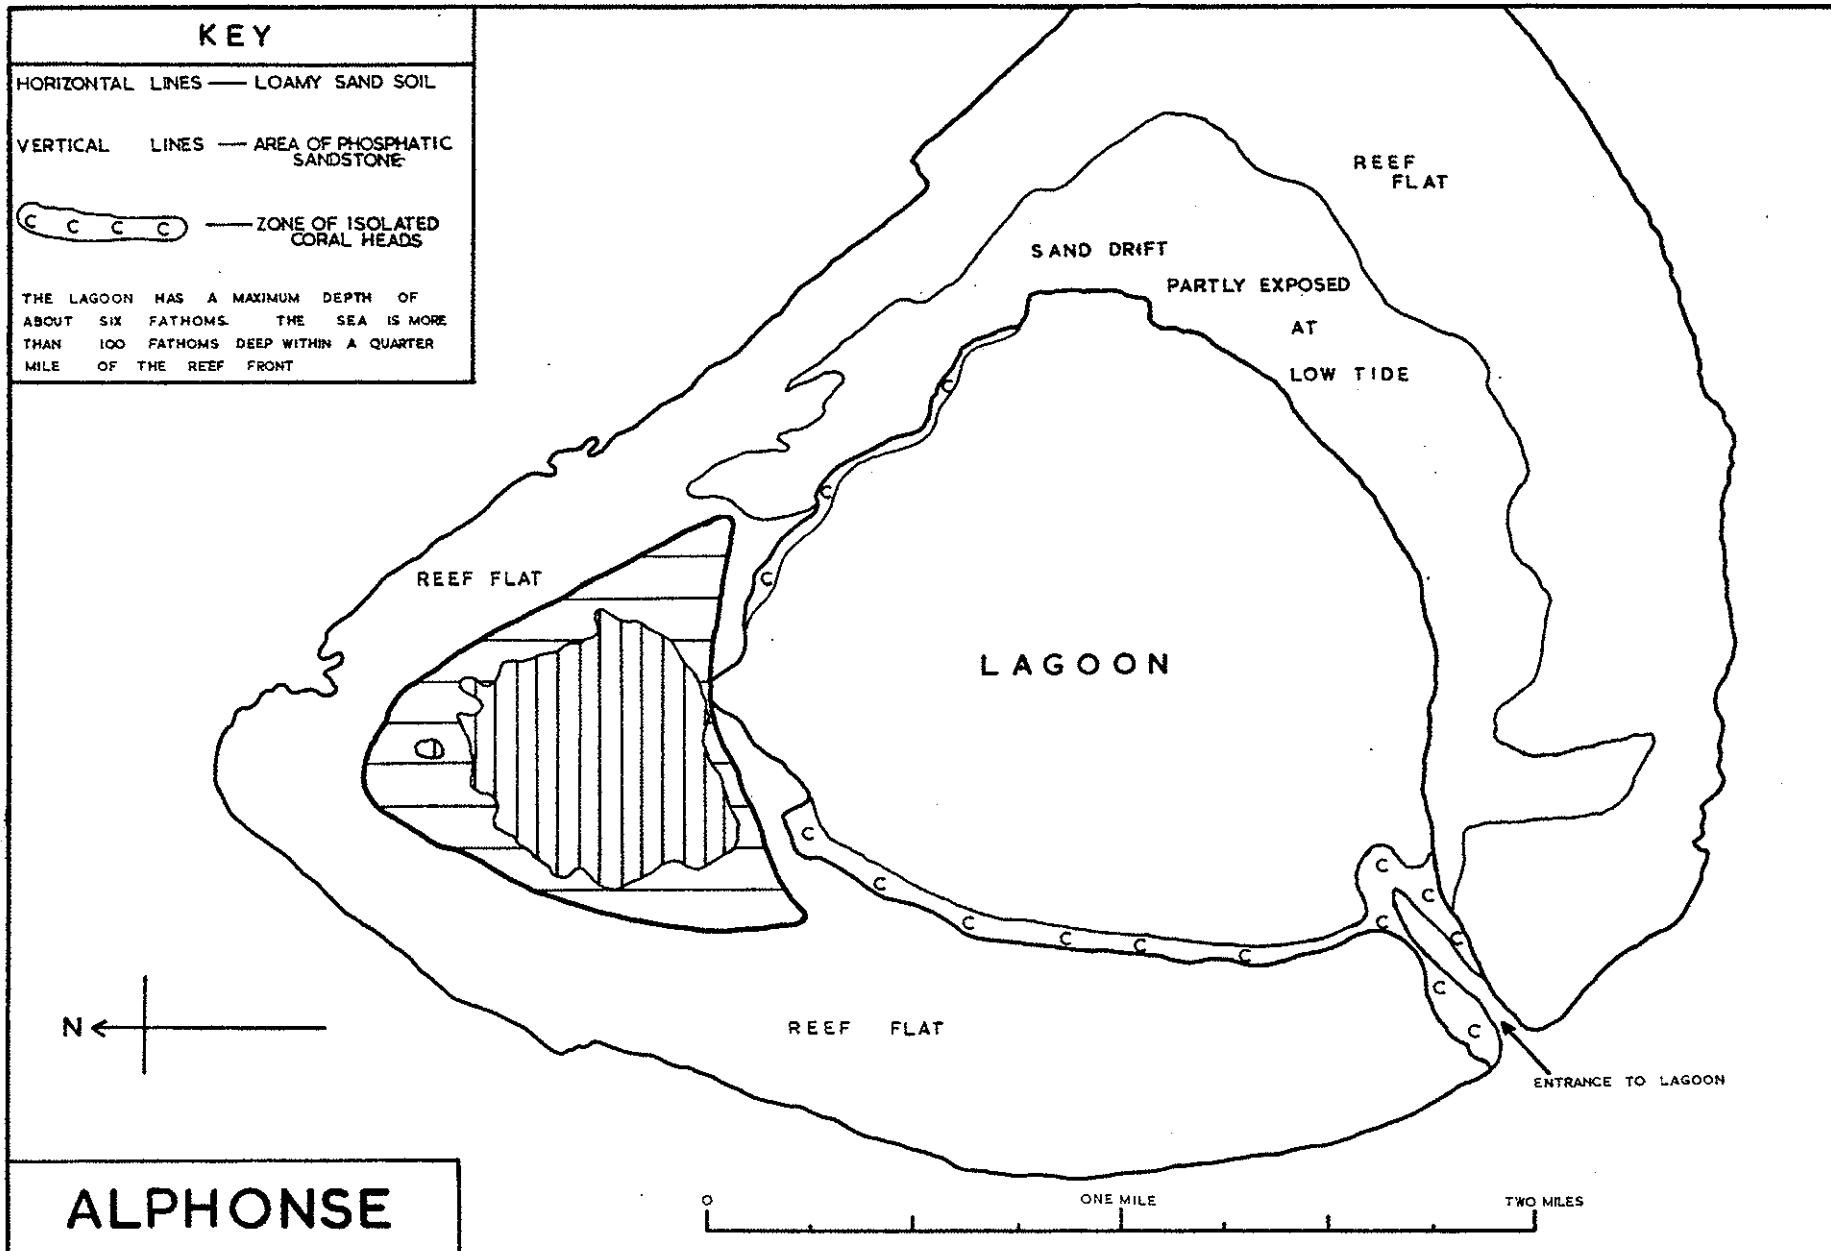 KEY
HORIZONTAL LINES — LOAMY SAND SOIL
VERTICAL LINES — AREA OF PHOSPHATIC
SANDSTONE
C C C C — ZONE OF ISOLATED
CORAL HEADS
THE LAGOON HAS A MAXIMUM DEPTH OF
ABOUT SIX FATHOMS. THE SEA IS MORE
THAN 100 FATHOMS DEEP WITHIN A QUARTER
MILE OF THE REEF FRONT
REEF
FLAT
SAND DRIFT
PARTLY EXPOSED
AT
LOW TIDE
C
C
C
REEF FLAT
LAGOON
C
C
C
C
C
C
C
C
C
C
C
C
REEF FLAT
N
ENTRANCE TO LAGOON
ALPHONSE
0 ONE MILE TWO MILES